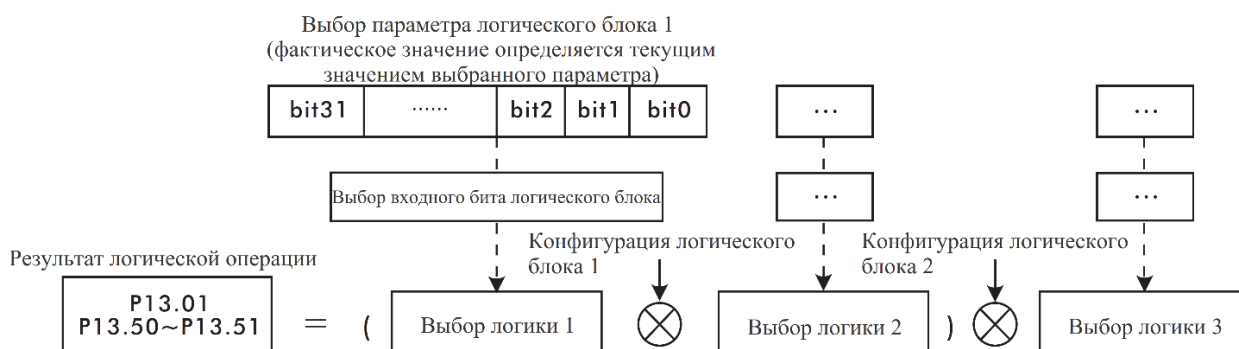 Выбор параметра логического блока 1
(фактическое значение определяется текущим
значением выбранного параметра)
bit31 ...... bit2 bit1 bit0 ... ...
Выбор входного бита логического блока ... ...
Конфигурация логического Конфигурация логического
Результат логической операции блока 1 блока 2
P13.01
P13.50~P13.51 = ( Выбор логики 1 Выбор логики 2 ) Выбор логики 3